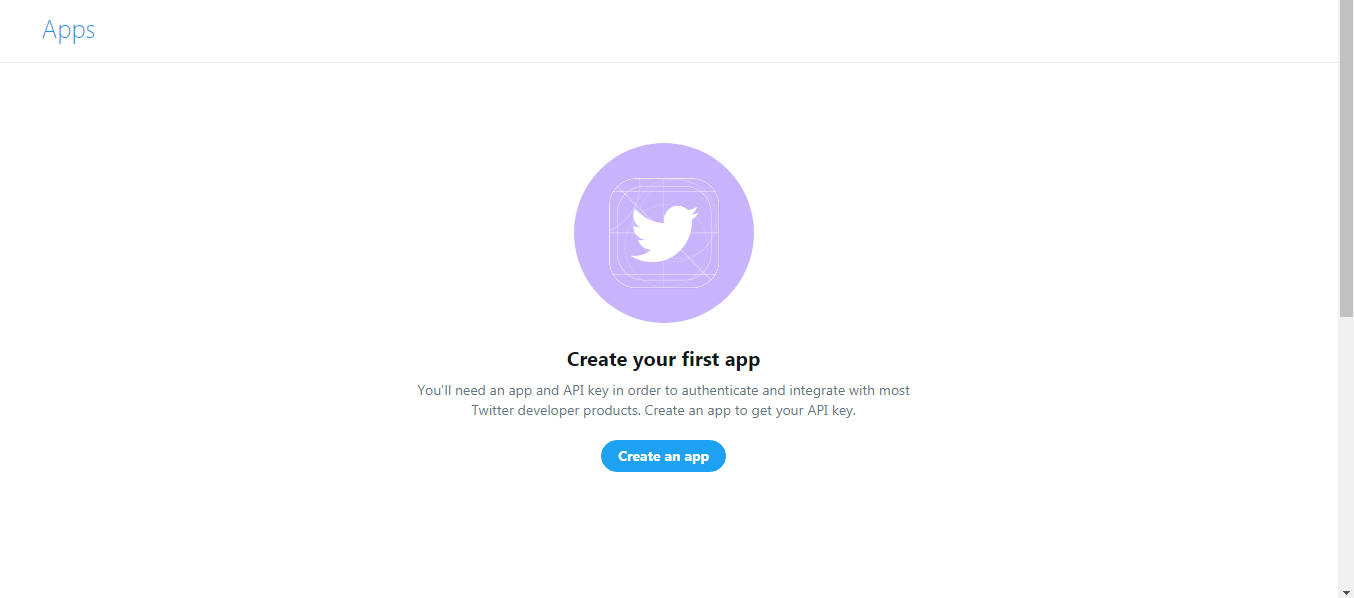 Apps
Create your first app
You'll need an app and API key in order to authenticate and integrate with most
Twitter developer products. Create an app to get your API key.
Create an app